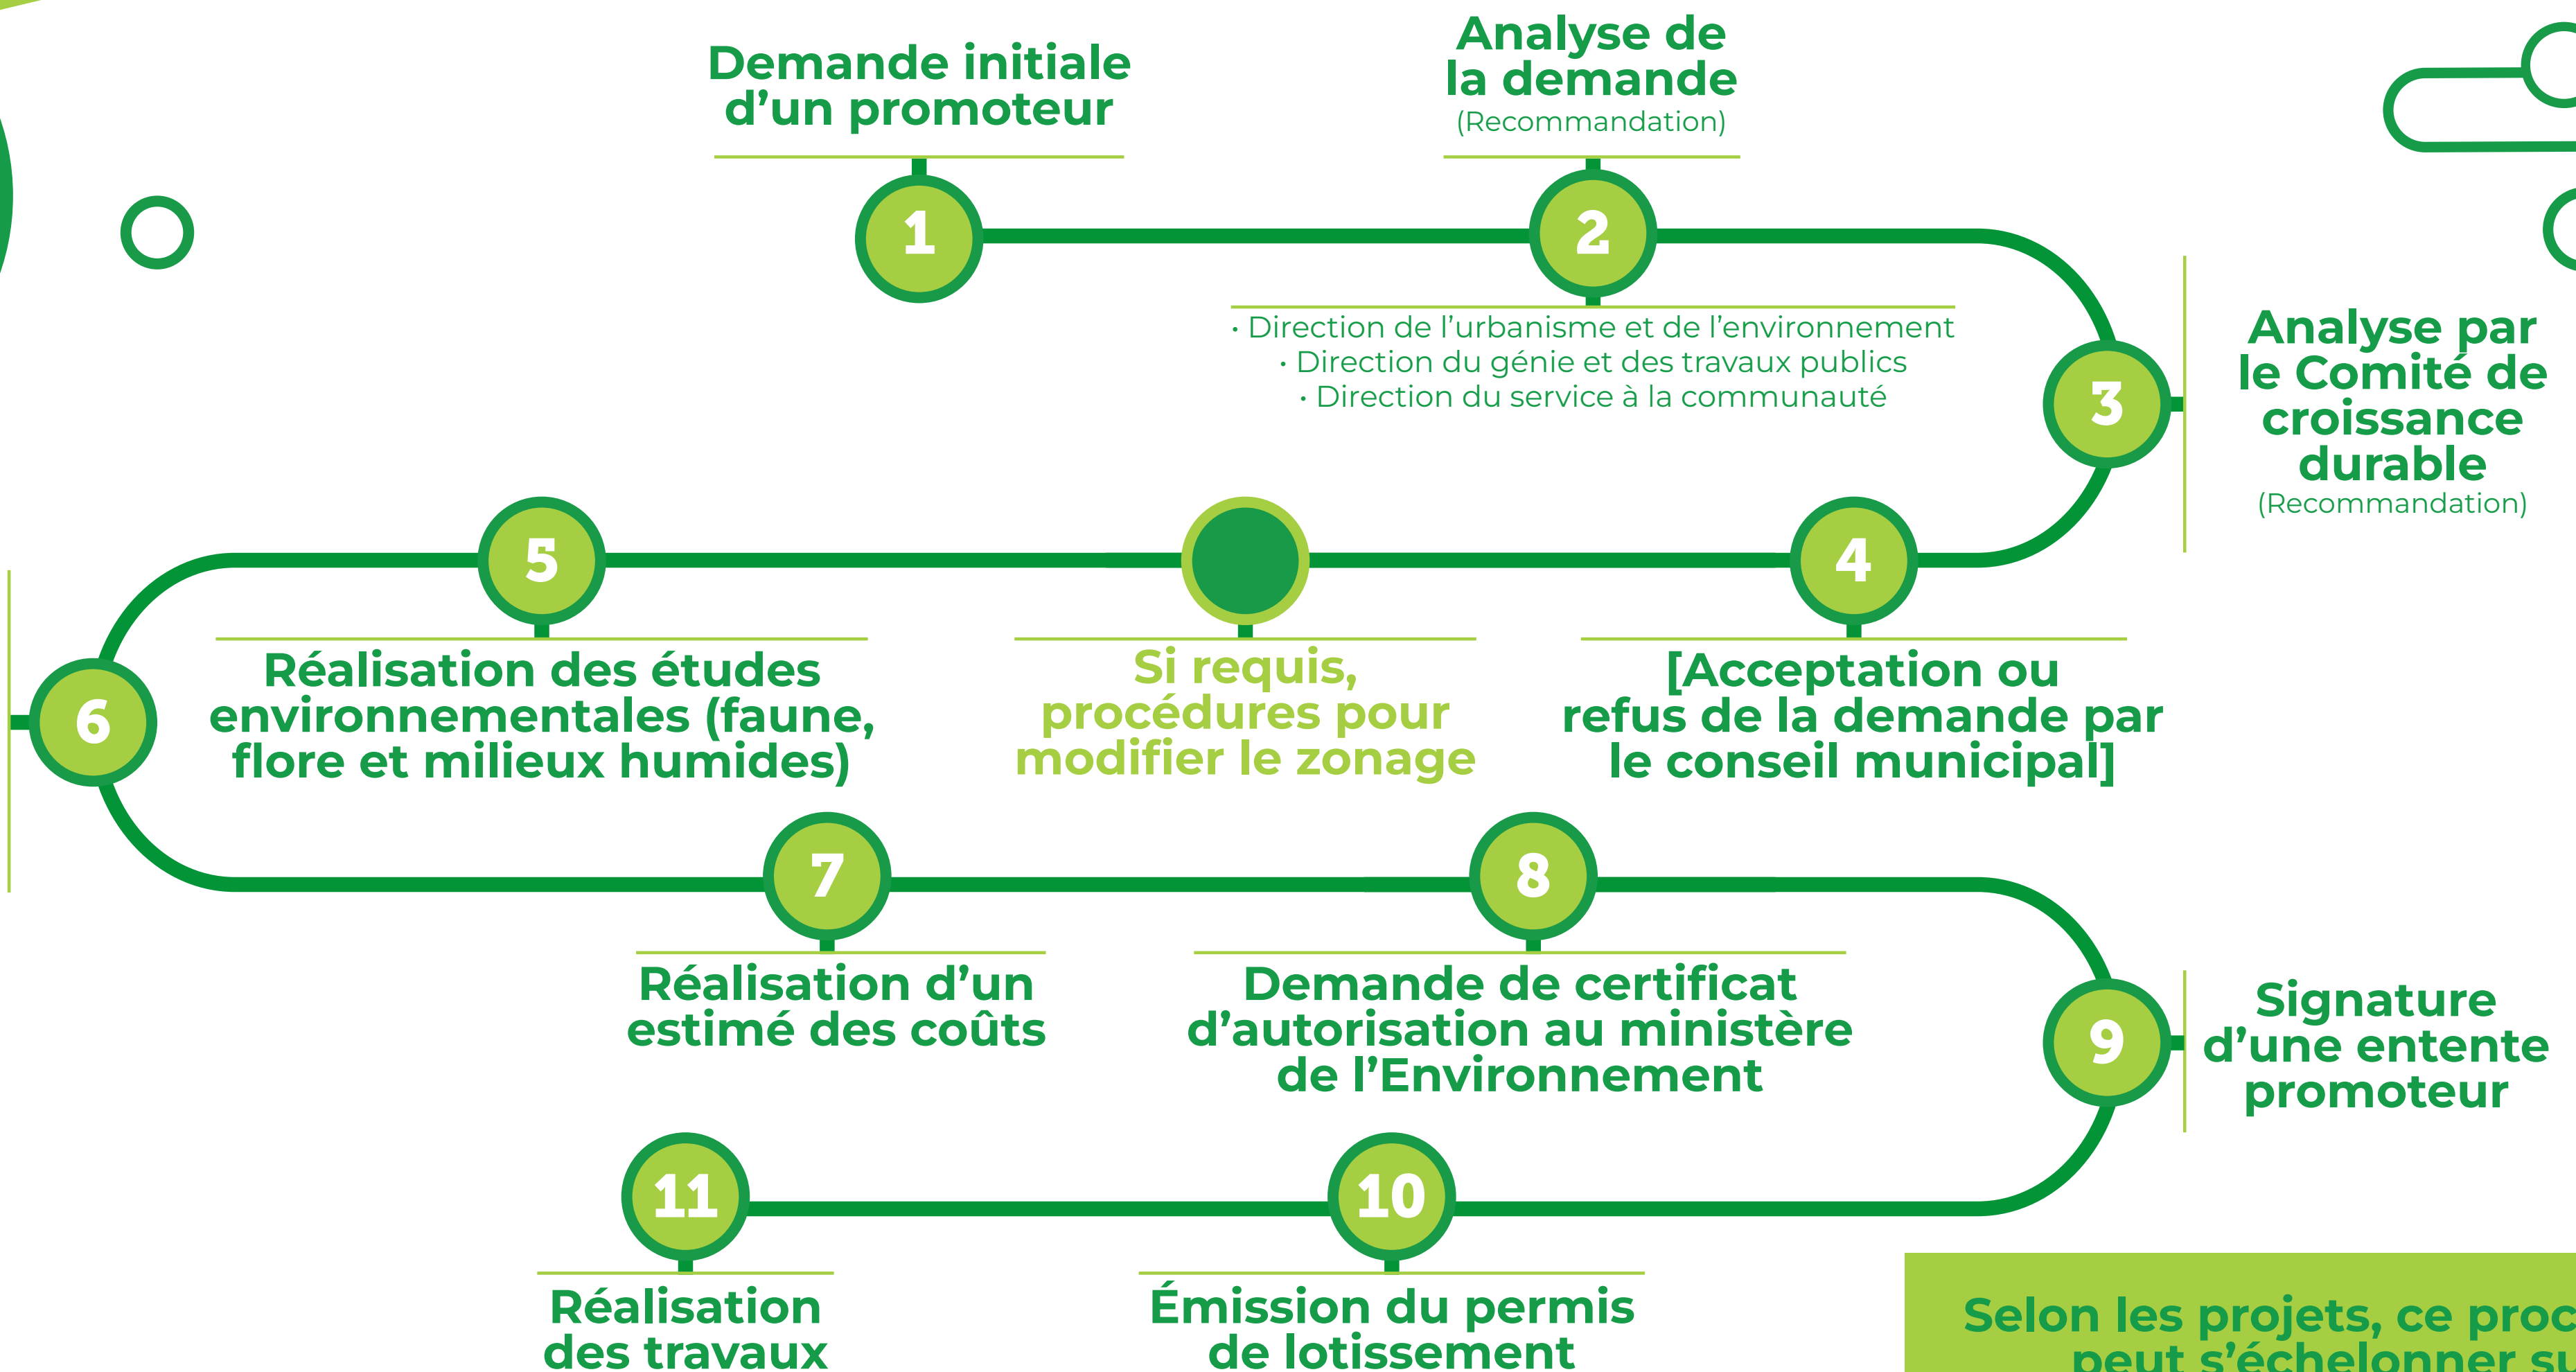 Demande initiale
d’un promoteur
Analyse de
la demande
(Recommandation)
1
2
• Direction de l’urbanisme et de l’environnement
• Direction du génie et des travaux publics
• Direction du service à la communauté
3
Analyse par
le Comité de
croissance
durable
(Recommandation)
4
[Acceptation ou
refus de la demande par
le conseil municipal]
Si requis,
procédures pour
modifier le zonage
5
Réalisation des études
environnementales (faune,
flore et milieux humides)
6
7
Réalisation d’un
estimé des coûts
8
Demande de certificat
d’autorisation au ministère
de l’Environnement
9
Signature
d’une entente
promoteur
10
Émission du permis
de lotissement
11
Réalisation
des travaux
Selon les projets, ce
peut s’échelonner